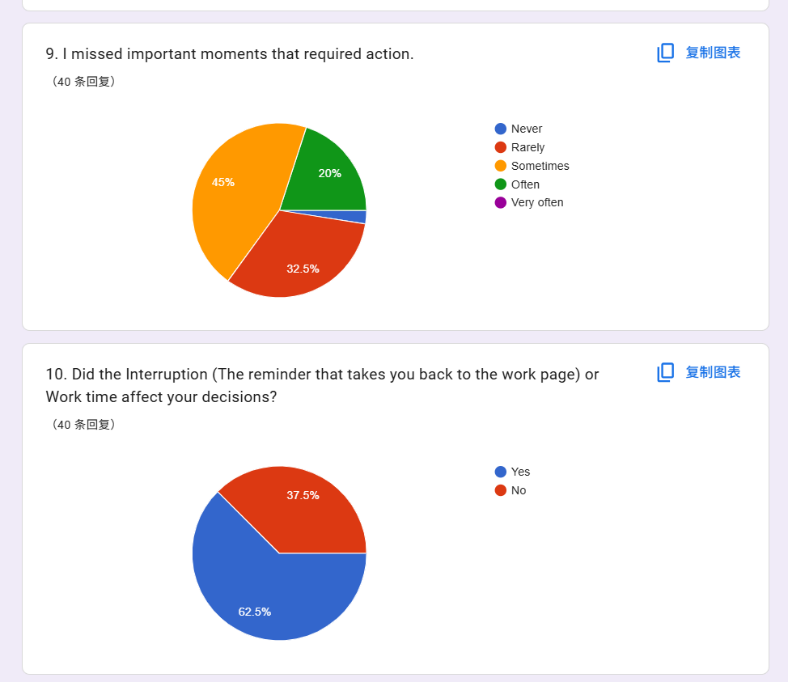 9. I missed important moments that required action.
复制图表
（40 条回复）
Never
Rarely
Sometimes
Often
Very often
45%
20%
32.5%
10. Did the Interruption (The reminder that takes you back to the work page) or
Work time affect your decisions?
复制图表
（40 条回复）
Yes
No
37.5%
62.5%